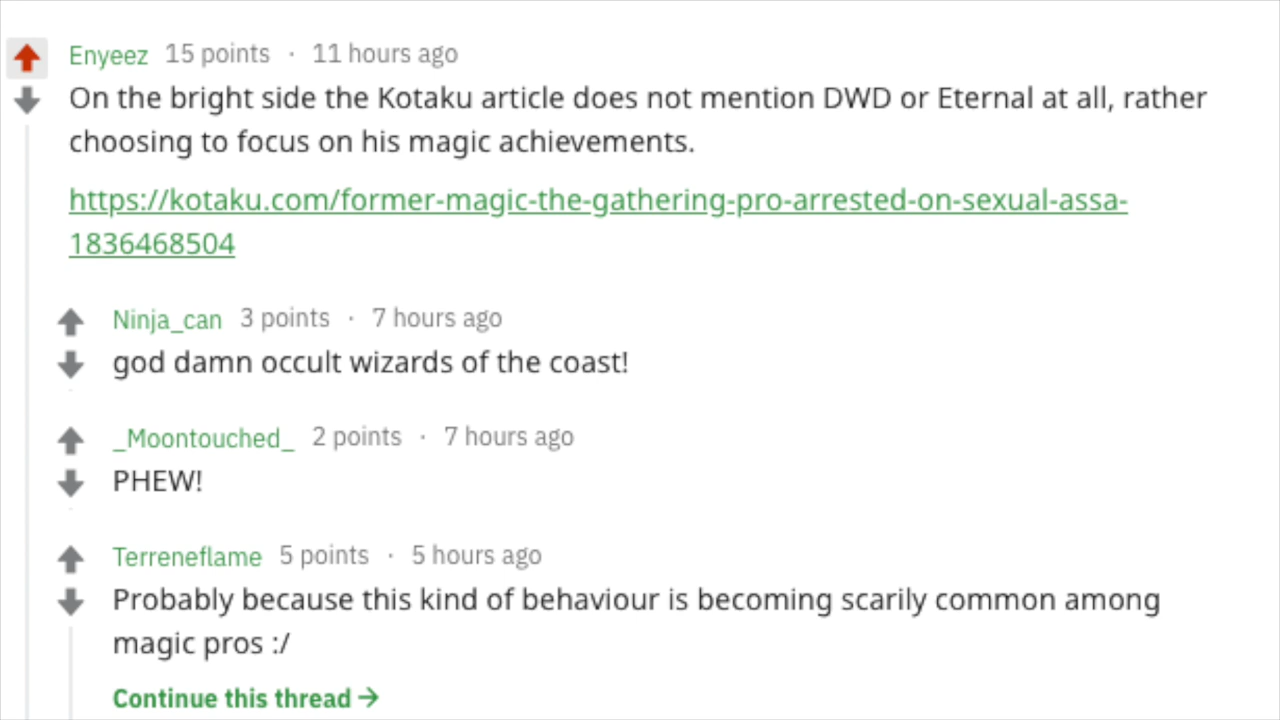 Enyeez 15 points · 11 hours ago
On the bright side the Kotaku article does not mention DWD or Eternal at all, rather
choosing to focus on his magic achievements.
https://kotaku.com/former-magic-the-gathering-pro-arrested-on-sexual-assa-
1836468504
Ninja_can 3 points · 7 hours ago
god damn occult wizards of the coast!
_Moontouched_ 2 points · 7 hours ago
PHEW!
Terreneflame 5 points · 5 hours ago
Probably because this kind of behaviour is becoming scarily common among
magic pros :/
Continue this thread →